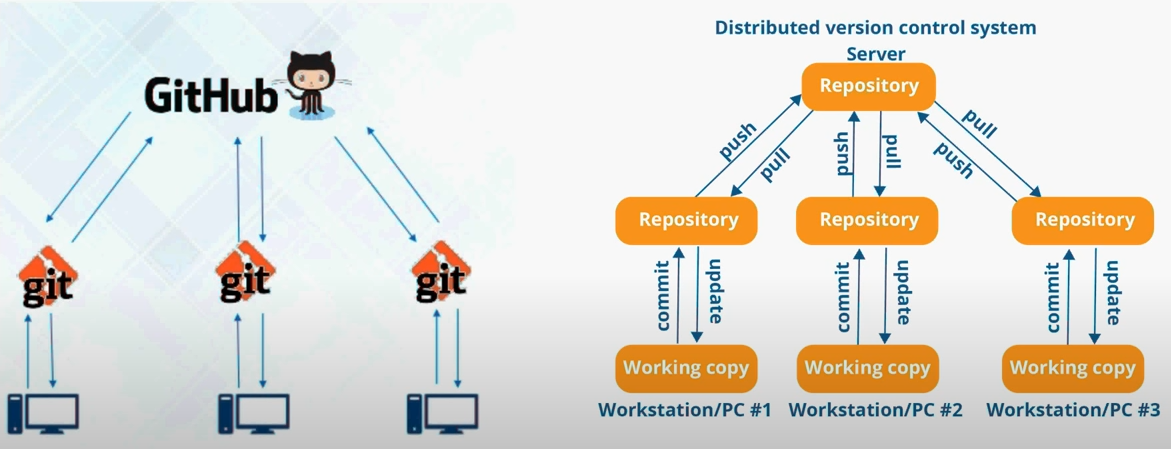 GitHub
git
git
git
Distributed version control system
Server
Repository
push
pull
push
pull
pull
push
Repository
Repository
Repository
commit
update
commit
update
commit
update
Working copy
Working copy
Working copy
Workstation/PC #1
Workstation/PC #2
Workstation/PC #3